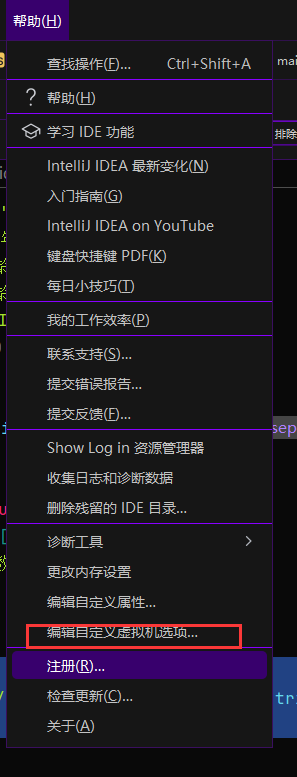 帮助(H)
查找操作(F)... Ctrl+Shift+A
mai
帮助(H)
学习 IDE 功能
排除
IntelliJ IDEA 最新变化(N)
入门指南(G)
IntelliJ IDEA on YouTube
键盘快捷键 PDF(K)
每日小技巧(T)
我的工作效率(P)
联系支持(S)...
提交错误报告...
提交反馈(F)...
sep
Show Log in 资源管理器
收集日志和诊断数据
删除残留的 IDE 目录...
诊断工具
更改内存设置
编辑自定义属性...
编辑自定义虚拟机选项...
注册(R)...
检查更新(C)...
tri
关于(A)